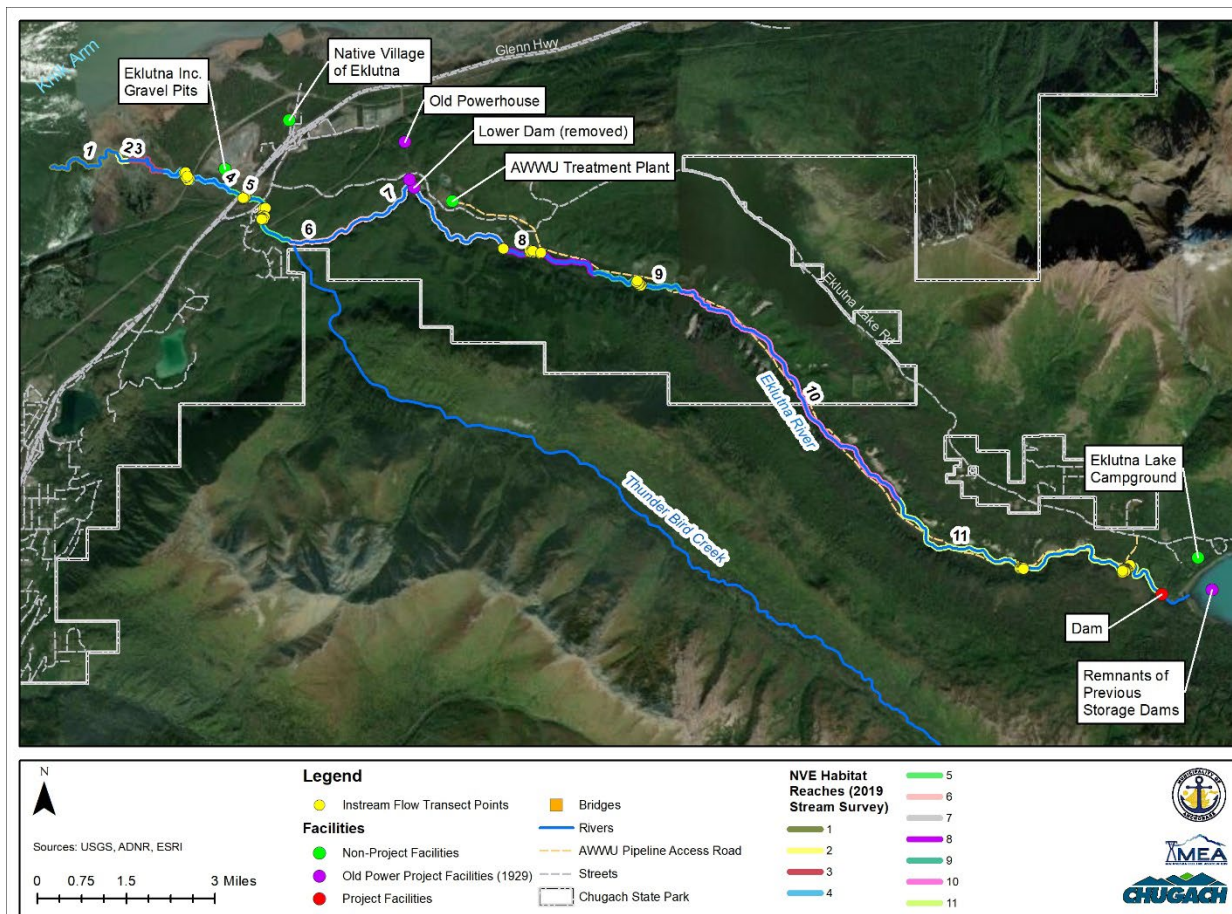 Knik Arm
Glenn Hwy
Native Village
of Eklutna
Eklutna Inc.
Gravel Pits
Old Powerhouse
Lower Dam (removed)
AWWU Treatment Plant
1
2 3
4
5
6
7
8
9
10
11
Eklutna Lake Rd
Eklutna River
Thunder Bird Creek
Eklutna Lake
Campground
Dam
Remnants of
Previous
Storage Dams
N
Sources: USGS, ADNR, ESRI
0 0.75 1.5 3 Miles
Legend
Instream Flow Transect Points
Facilities
Non-Project Facilities
Old Power Project Facilities (1929)
Project Facilities
Bridges
Rivers
AWWU Pipeline Access Road
Streets
Chugach State Park
NVE Habitat
Reaches (2019
Stream Survey)
1
2
3
4
5
6
7
8
9
10
11
MUNICIPALITY OF
ANCHORAGE
MEA
CHUGACH